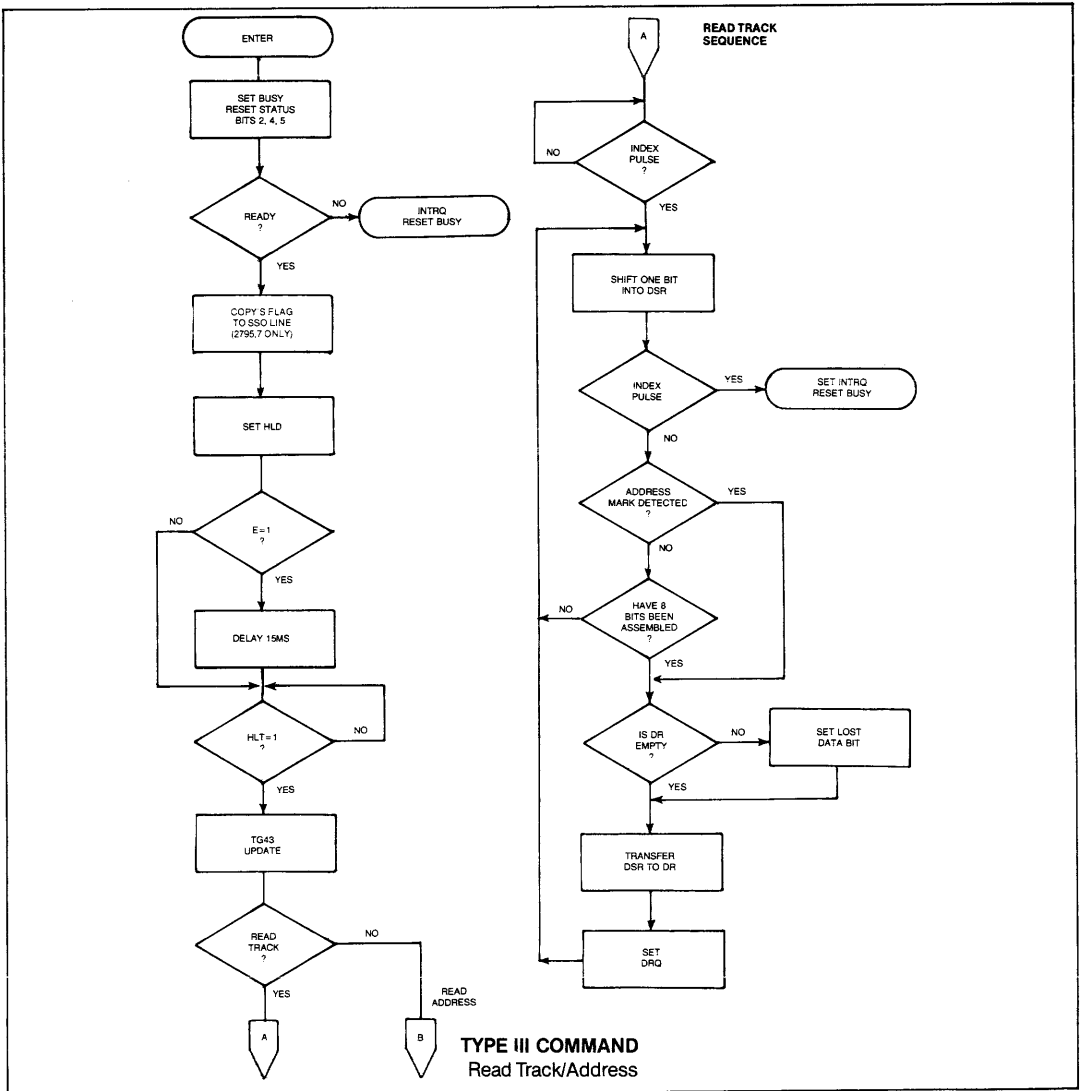 ENTER
SET BUSY
RESET STATUS
BITS 2, 4, 5
READY
?
NO
INTRQ
RESET BUSY
YES
COPY S FLAG
TO SSO LINE
(2795,7 ONLY)
SET HLD
NO
E=1
?
YES
DELAY 15MS
HLT=1
?
NO
YES
TG43
UPDATE
READ
TRACK
?
NO
YES
READ
ADDRESS
A
B
A
READ TRACK
SEQUENCE
INDEX
PULSE
?
NO
YES
SHIFT ONE BIT
INTO DSR
INDEX
PULSE
YES
SET INTRQ
RESET BUSY
NO
ADDRESS
MARK DETECTED
?
YES
NO
HAVE 8
BITS BEEN
ASSEMBLED
?
NO
YES
IS DR
EMPTY
?
NO
SET LOST
DATA BIT
YES
TRANSFER
DSR TO DR
SET
DRQ
TYPE III COMMAND
Read Track/Address